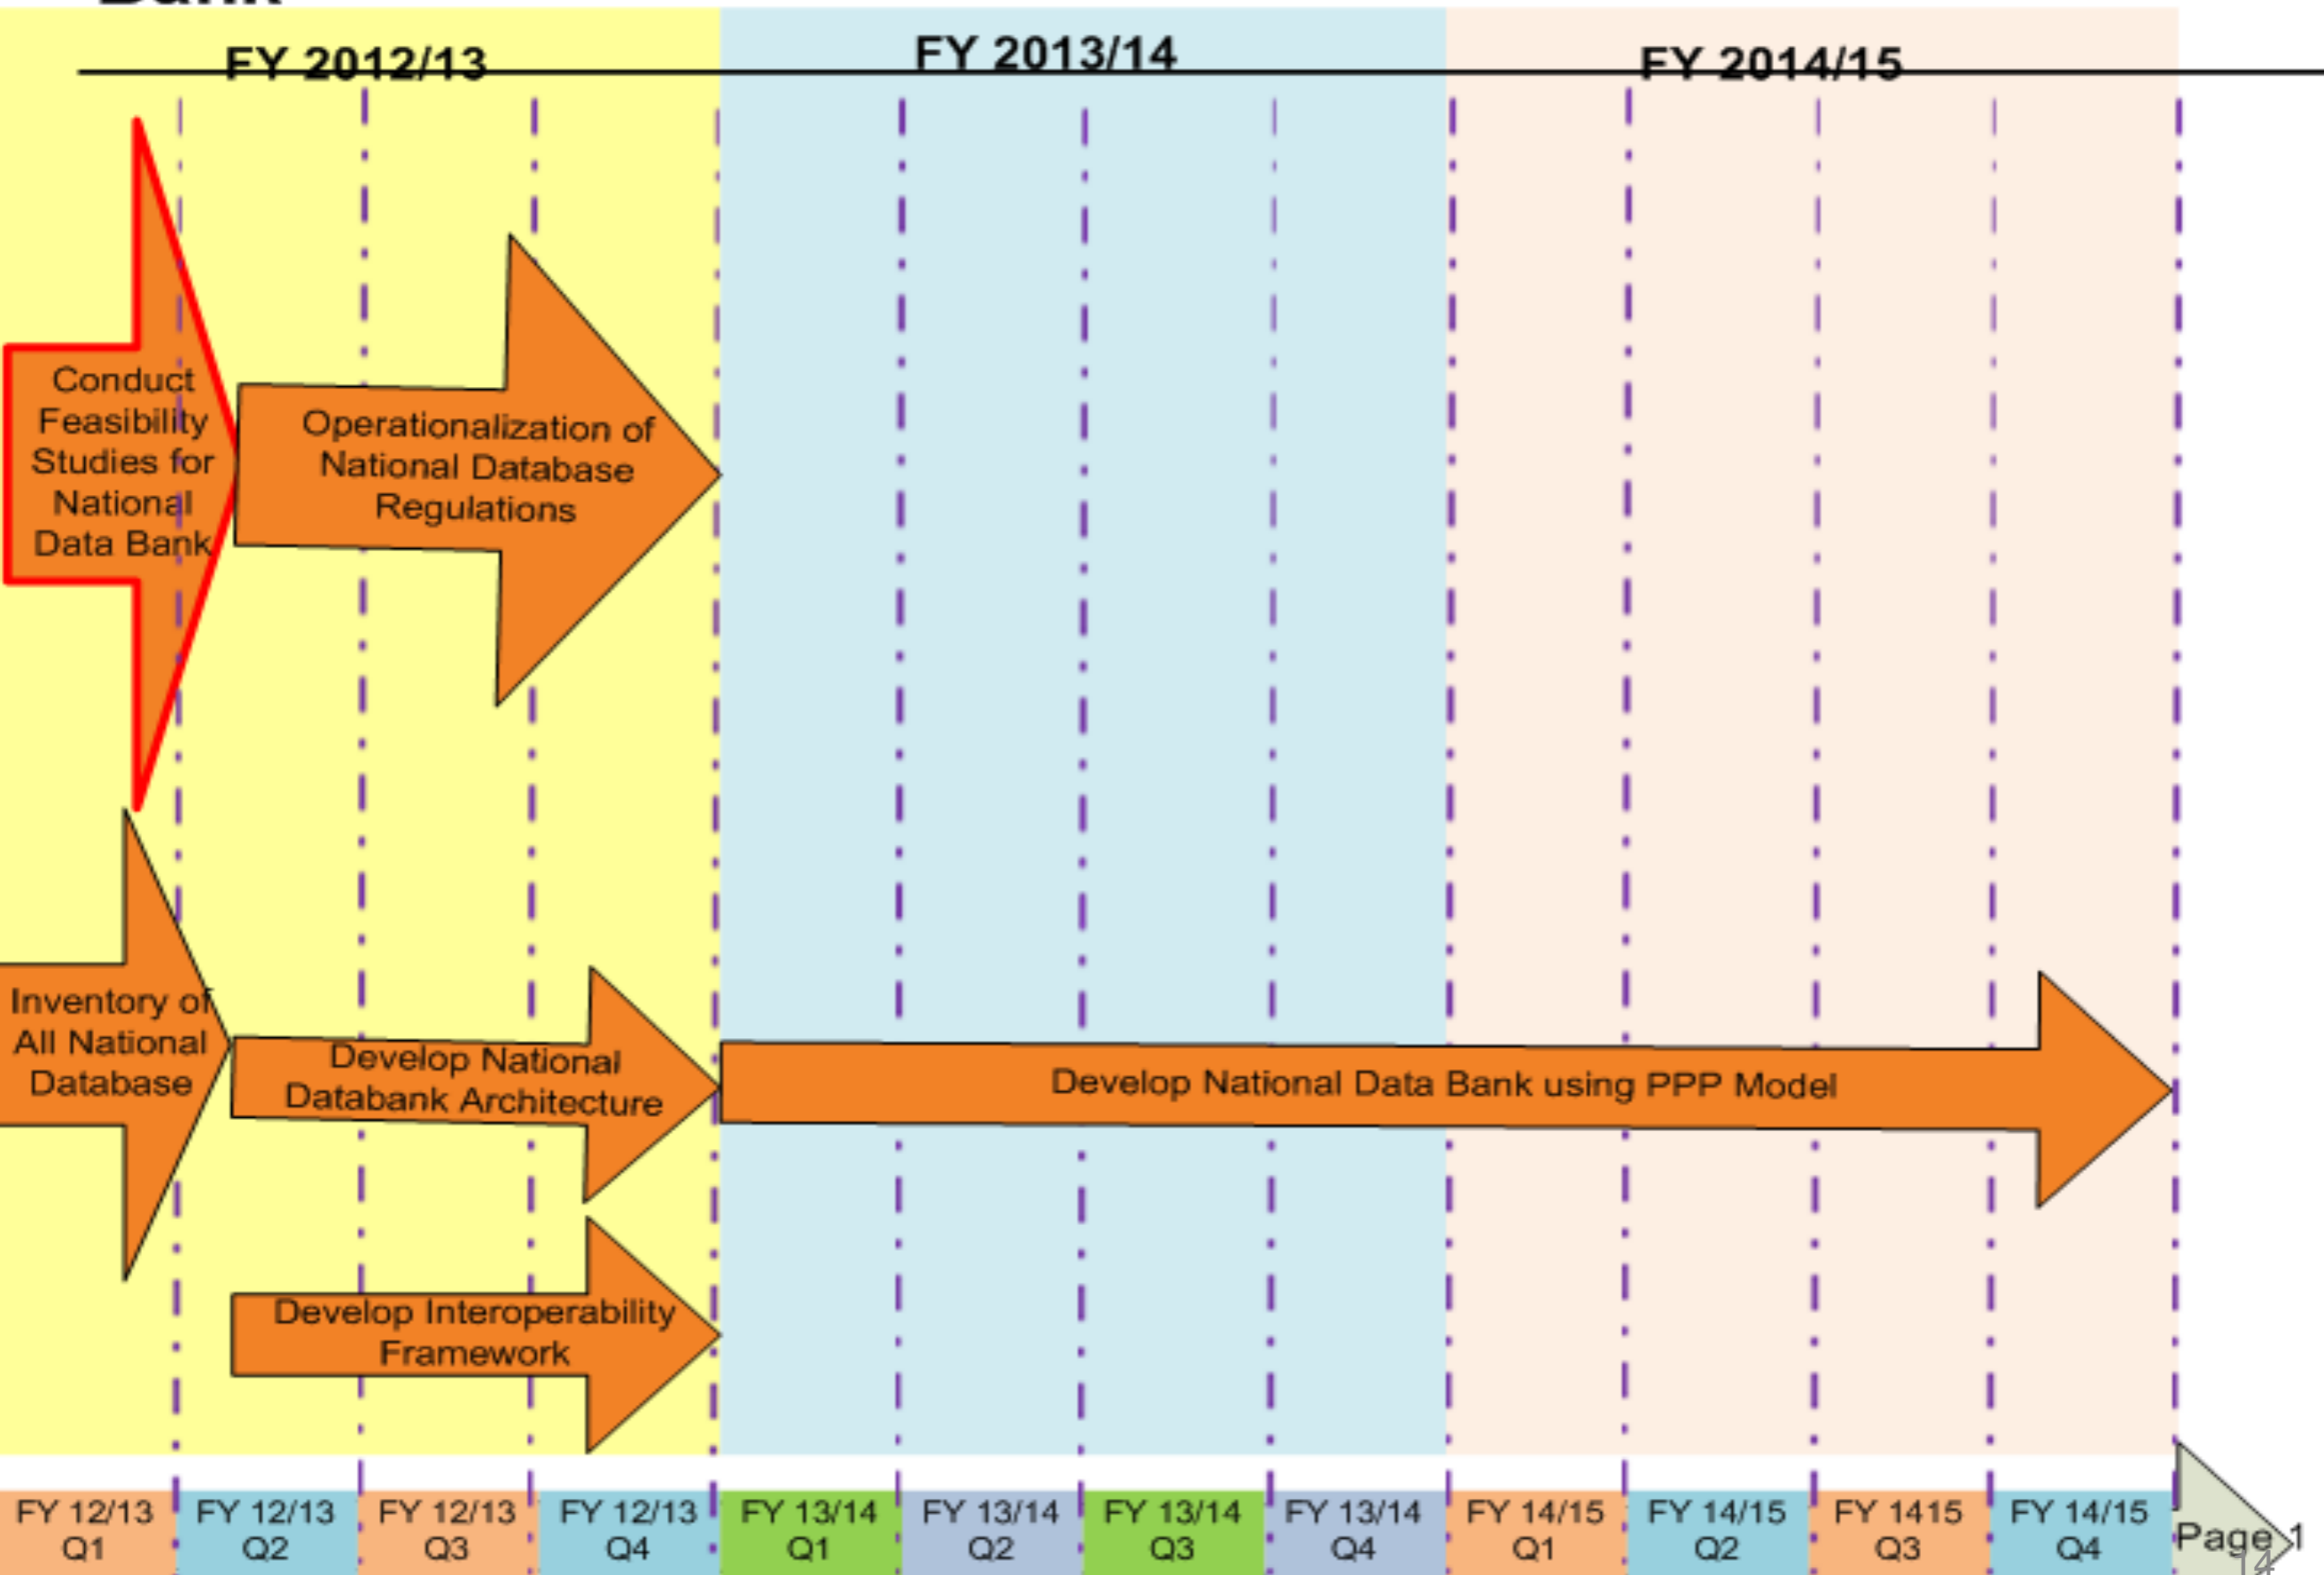 FY 2012/13
FY 2013/14
FY 2014/15
Conduct
Feasibility
Studies for
National
Data Bank
Operationalization of
National Database
Regulations
Inventory of
All National
Database
Develop National
Databank Architecture
Develop National Data Bank using PPP Model
Develop Interoperability
Framework
FY 12/13
Q1
FY 12/13
Q2
FY 12/13
Q3
FY 12/13
Q4
FY 13/14
Q1
FY 13/14
Q2
FY 13/14
Q3
FY 13/14
Q4
FY 14/15
Q1
FY 14/15
Q2
FY 1415
Q3
FY 14/15
Q4
Page 1
14